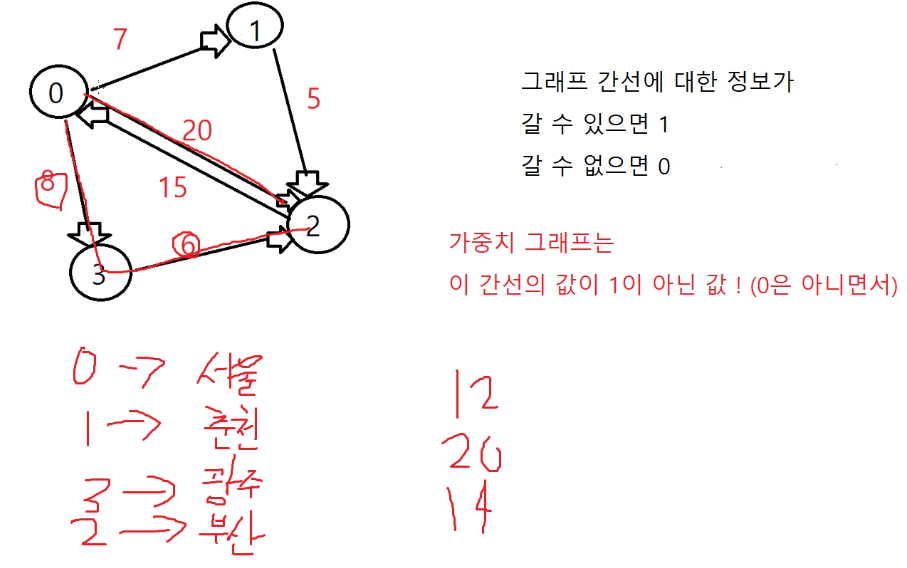 7
1
0
5
20
15
8
2
6
3
그래프 간선에 대한 정보가
갈 수 있으면 1
갈 수 없으면 0
가중치 그래프는
이 간선의 값이 1이 아닌 값 ! (0은 아니면서)
0 → 서울
1 → 춘천
3 → 광주
2 → 부산
12
20
14